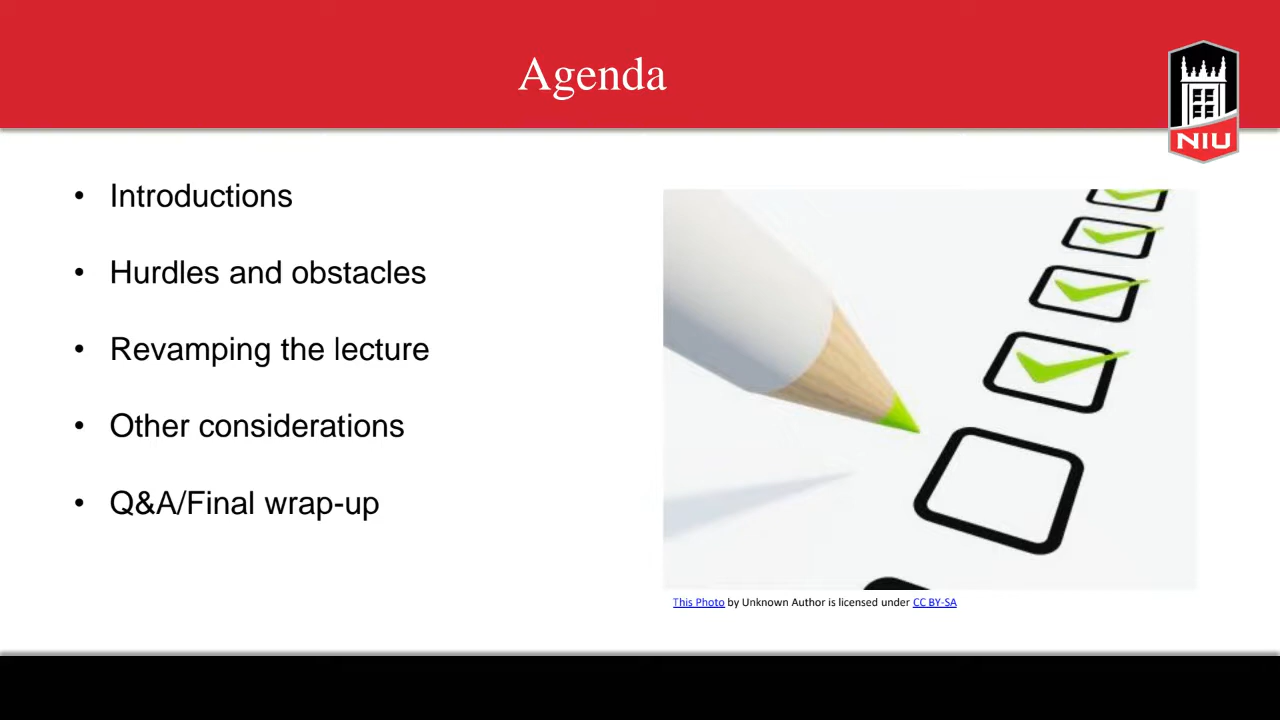 Agenda
NIU
• Introductions
• Hurdles and obstacles
• Revamping the lecture
• Other considerations
• Q&A/Final wrap-up
This Photo by Unknown Author is licensed under CC BY-SA